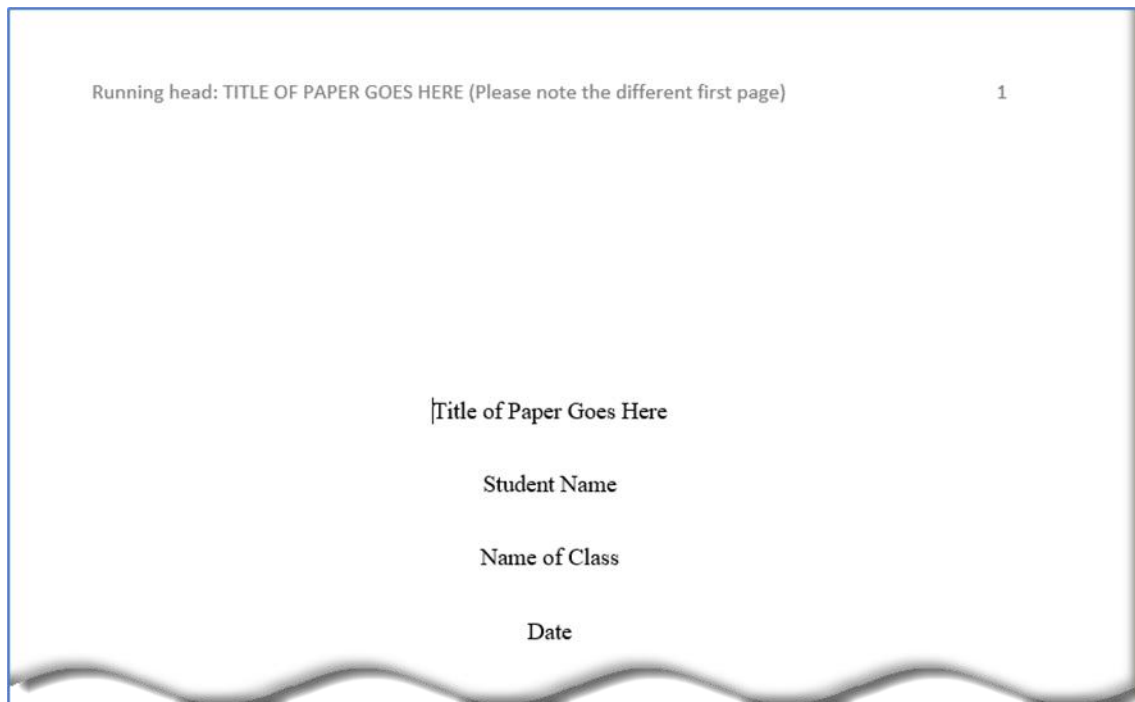 Running head: TITLE OF PAPER GOES HERE (Please note the different first page) 1
Title of Paper Goes Here
Student Name
Name of Class
Date